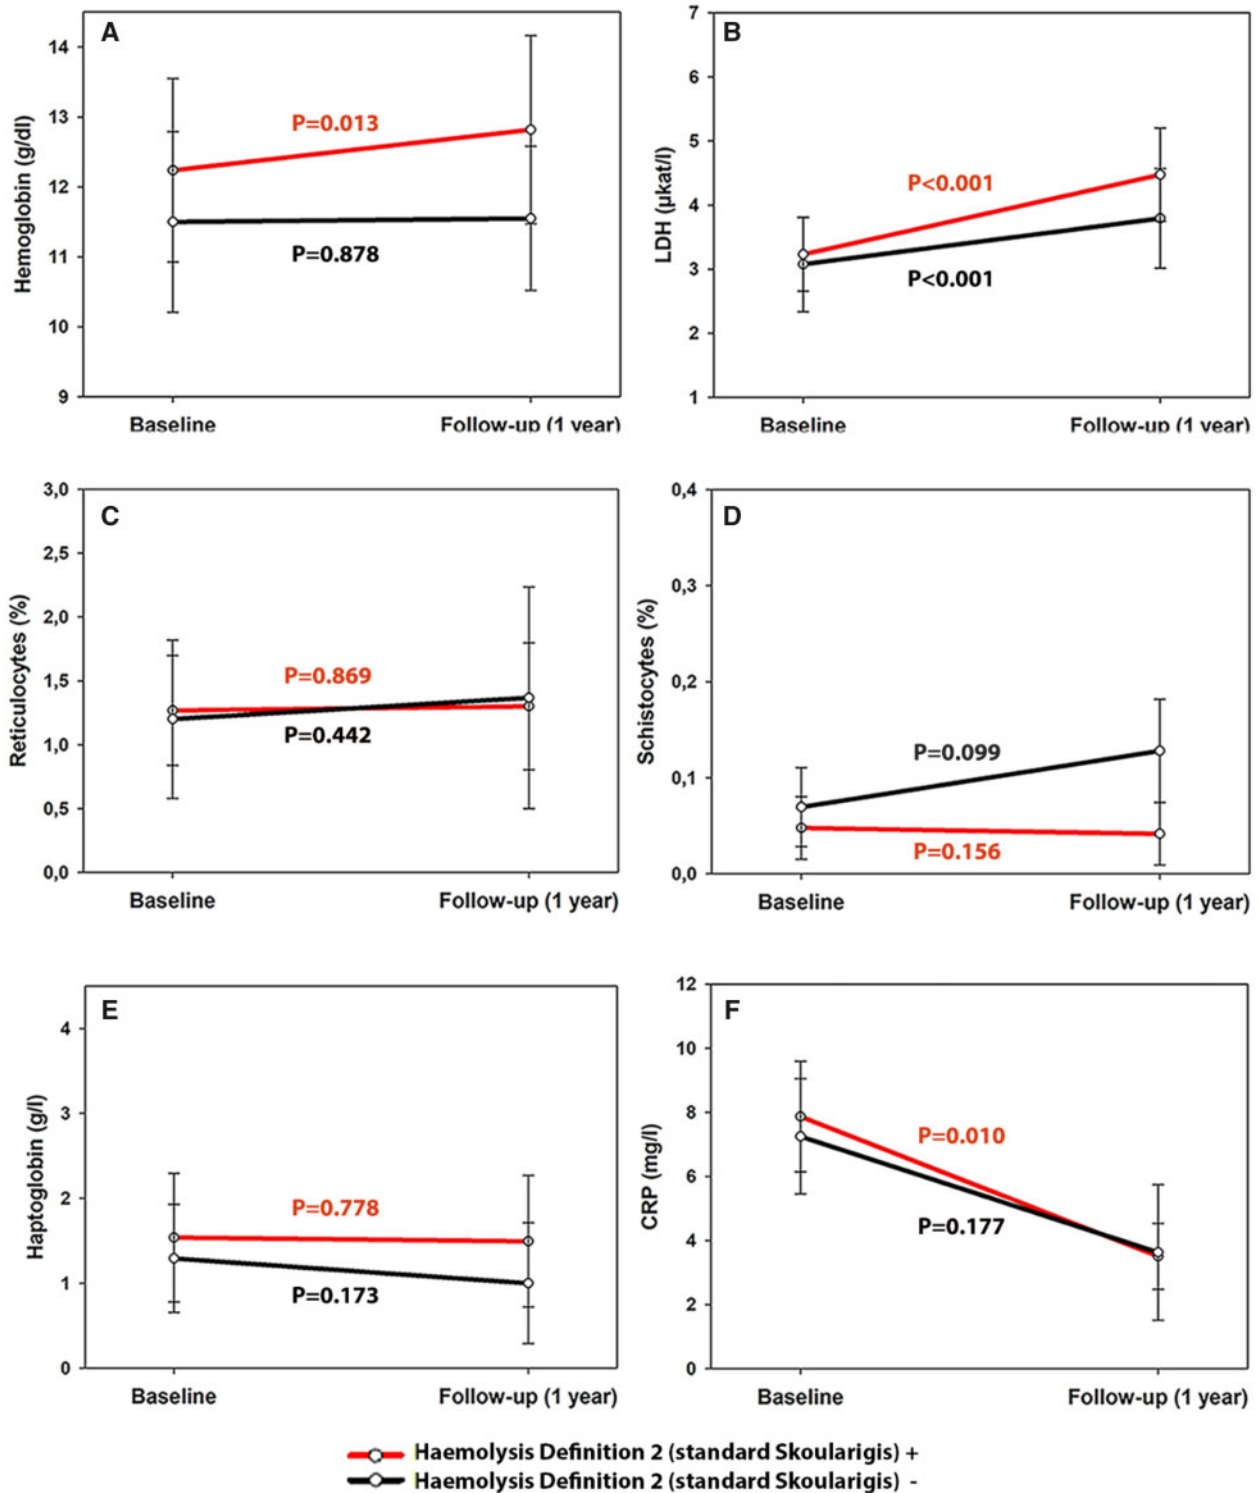 A
Hemoglobin (g/dl)
14
13
12
11
10
9
P=0.013
P=0.878
Baseline
Follow-up (1 year)
B
LDH (µkat/l)
7
6
5
4
3
2
1
P<0.001
P<0.001
Baseline
Follow-up (1 year)
C
Reticulocytes (%)
3,0
2,5
2,0
1,5
1,0
0,5
0,0
P=0.869
P=0.442
Baseline
Follow-up (1 year)
D
Schistocytes (%)
0,4
0,3
0,2
0,1
0,0
P=0.099
P=0.156
Baseline
Follow-up (1 year)
E
Haptoglobin (g/l)
4
3
2
1
0
P=0.778
P=0.173
Baseline
Follow-up (1 year)
F
CRP (mg/l)
12
10
8
6
4
2
0
P=0.010
P=0.177
Baseline
Follow-up (1 year)
Haemolysis Definition 2 (standard Skoularigis) +
Haemolysis Definition 2 (standard Skoularigis) -